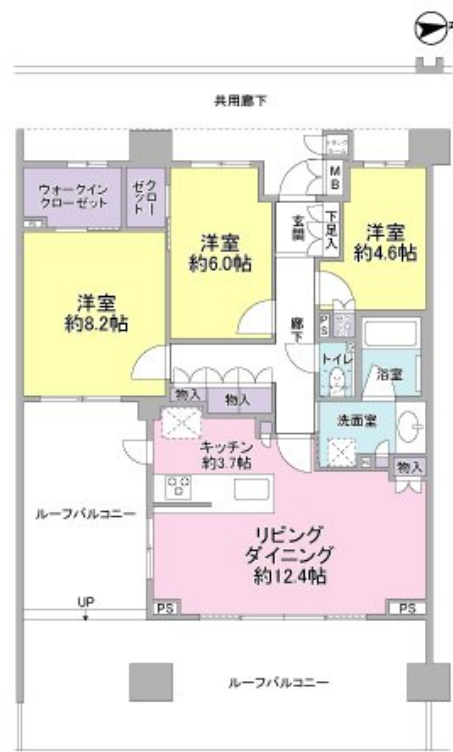 共用廊下
MB
ウォークイン
クローゼット
クロー
ゼット
玄関
下足入
洋室
約6.0帖
洋室
約4.6帖
洋室
約8.2帖
廊下
PS
トイレ
浴室
物入
物入
洗面室
キッチン
約3.7帖
物入
ルーフバルコニー
リビング
ダイニング
約12.4帖
UP
PS
PS
ルーフバルコニー